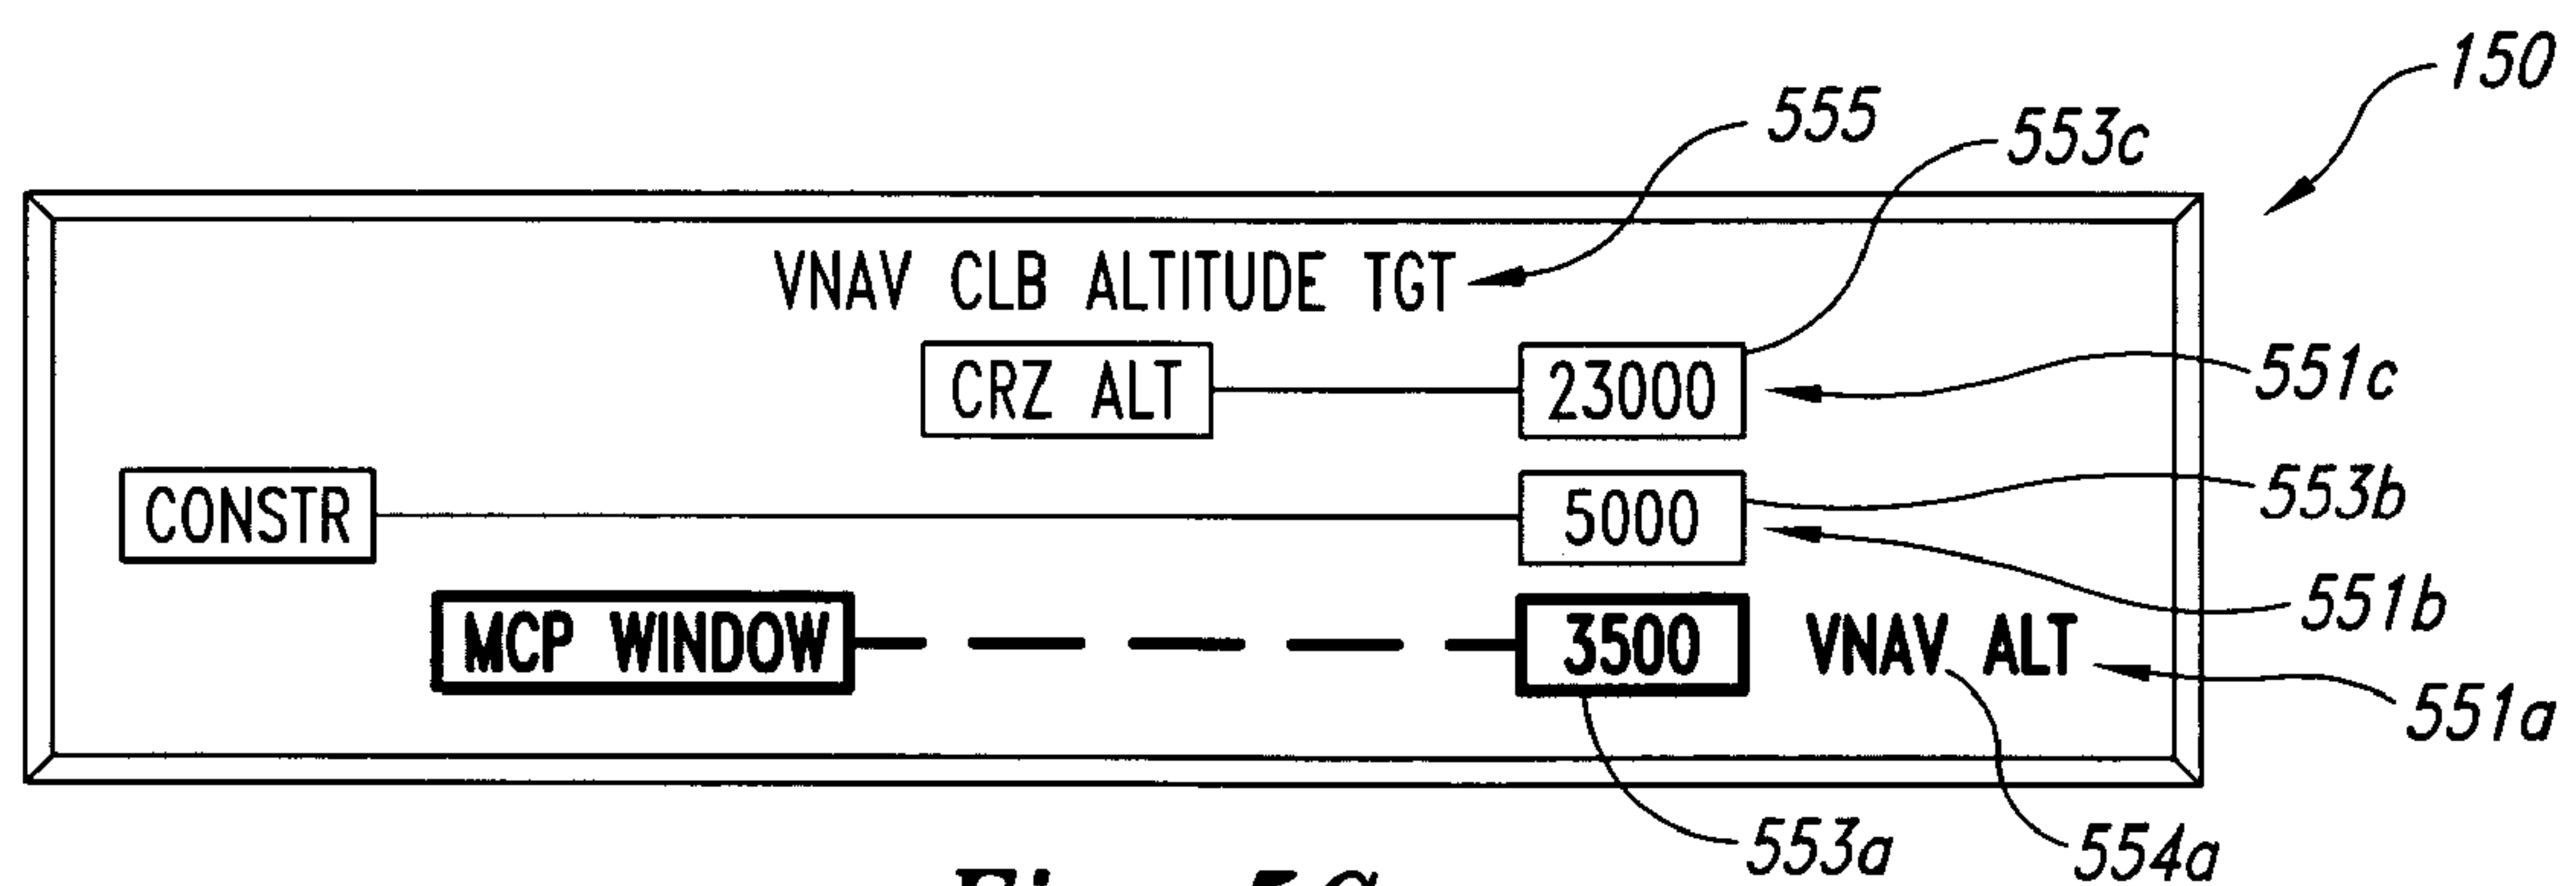 150
555
553c
VNAV CLB ALTITUDE TGT
CRZ ALT 23000
551c
CONSTR 5000
553b
551b
MCP WINDOW 3500 VNAV ALT
551a
553a
554a